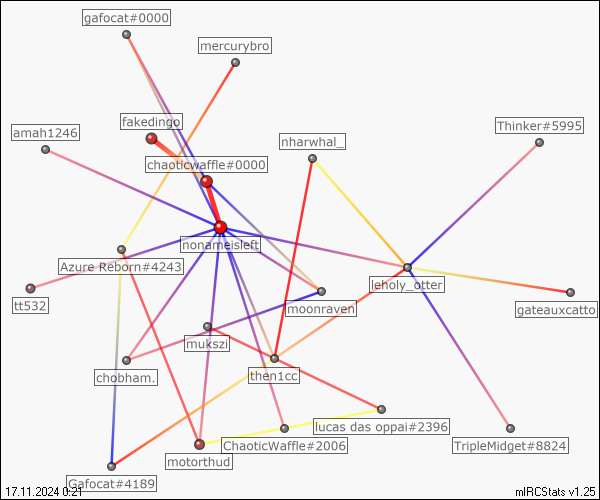 gafocat#0000
mercurybro
fakedingo
Thinker#5995
amah1246
nharwhal_
chaoticwaffle#0000
nonameisleft
Azure Reborn#4243
leholy_otter
tt532
moonraven
gateauxcatto
mukszi
chobham.
then1cc
lucas das oppai#2396
ChaoticWaffle#2006
TripleMidget#8824
motorthud
Gafocat#4189
17.11.2024 0:21
mIRCStats v1.25